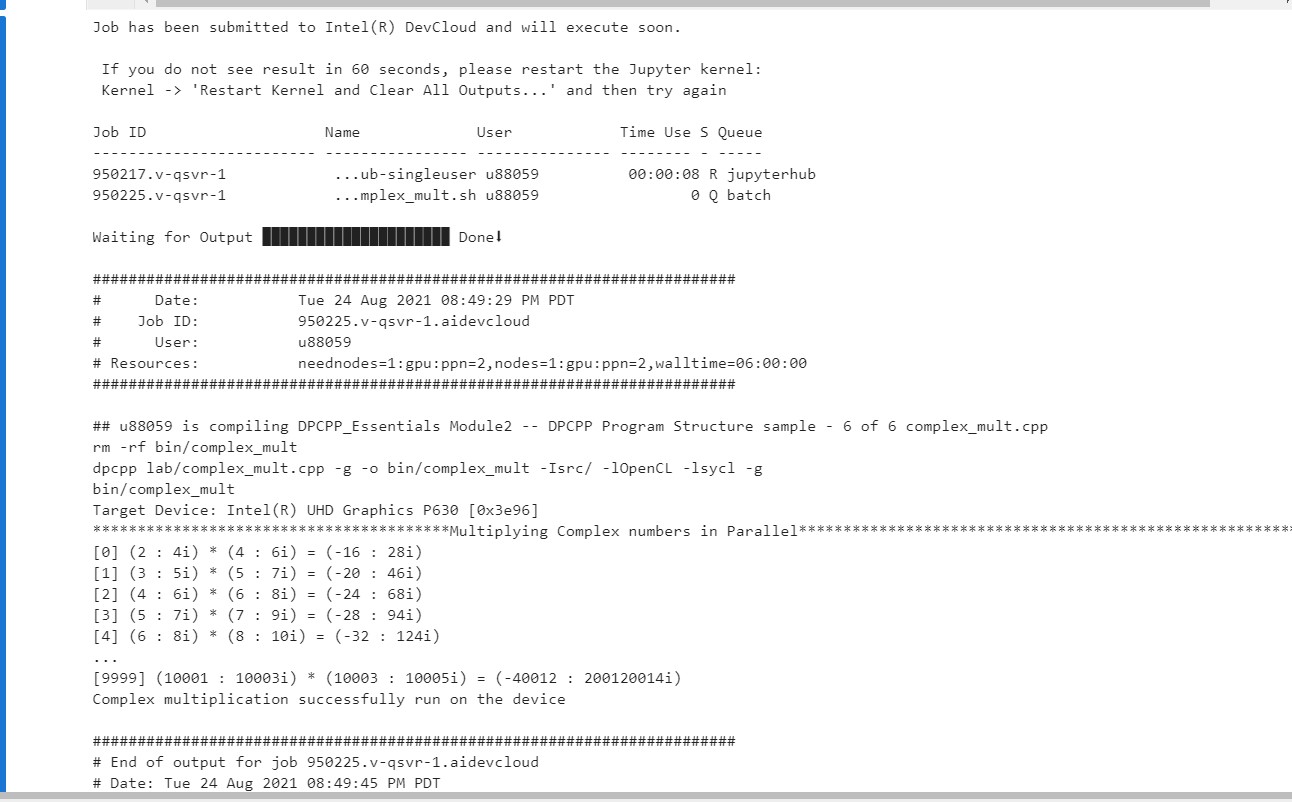 Job has been submitted to Intel(R) DevCloud and will execute soon.
If you do not see result in 60 seconds, please restart the Jupyter kernel:
Kernel -> 'Restart Kernel and Clear All Outputs...' and then try again
Job ID                    Name             User            Time Use S Queue
------------------------- ---------------- --------------- -------- - -----
950217.v-qsvr-1            ...ub-singleuser u88059          00:00:08 R jupyterhub
950225.v-qsvr-1            ...mplex_mult.sh u88059                 0 Q batch
Waiting for Output █████████████████████ Done⬇
########################################################################
#      Date:           Tue 24 Aug 2021 08:49:29 PM PDT
#    Job ID:           950225.v-qsvr-1.aidevcloud
#      User:           u88059
# Resources:           neednodes=1:gpu:ppn=2,nodes=1:gpu:ppn=2,walltime=06:00:00
########################################################################
## u88059 is compiling DPCPP_Essentials Module2 -- DPCPP Program Structure sample - 6 of 6 complex_mult.cpp
rm -rf bin/complex_mult
dpcpp lab/complex_mult.cpp -g -o bin/complex_mult -Isrc/ -lOpenCL -lsycl -g
bin/complex_mult
Target Device: Intel(R) UHD Graphics P630 [0x3e96]
****************************************Multiplying Complex numbers in Parallel********************************************************
[0] (2 : 4i) * (4 : 6i) = (-16 : 28i)
[1] (3 : 5i) * (5 : 7i) = (-20 : 46i)
[2] (4 : 6i) * (6 : 8i) = (-24 : 68i)
[3] (5 : 7i) * (7 : 9i) = (-28 : 94i)
[4] (6 : 8i) * (8 : 10i) = (-32 : 124i)
...
[9999] (10001 : 10003i) * (10003 : 10005i) = (-40012 : 200120014i)
Complex multiplication successfully run on the device
########################################################################
# End of output for job 950225.v-qsvr-1.aidevcloud
# Date: Tue 24 Aug 2021 08:49:45 PM PDT